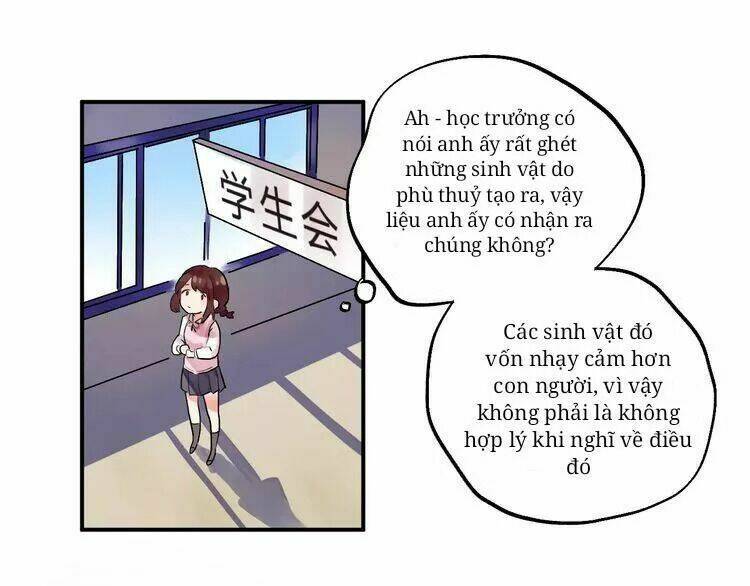 学生会
Ah - học trưởng có
nói anh ấy rất ghét
những sinh vật do
phù thuỷ tạo ra, vậy
liệu anh ấy có nhận ra
chúng không?
Các sinh vật đó
vốn nhạy cảm hơn
con người, vì vậy
không phải là không
hợp lý khi nghĩ về điều
đó